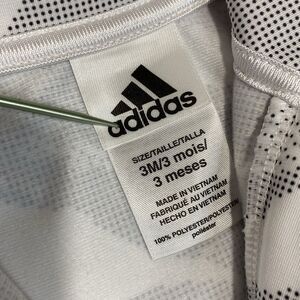 adidas
SIZE/TAILLE/TALLA
3M/3 mois/
3 meses
MADE IN VIETNAM
FABRIQUÉ AU VIETNAM
HECHO EN VIETNAM
100% POLYESTER/POLYESTER
poliéster